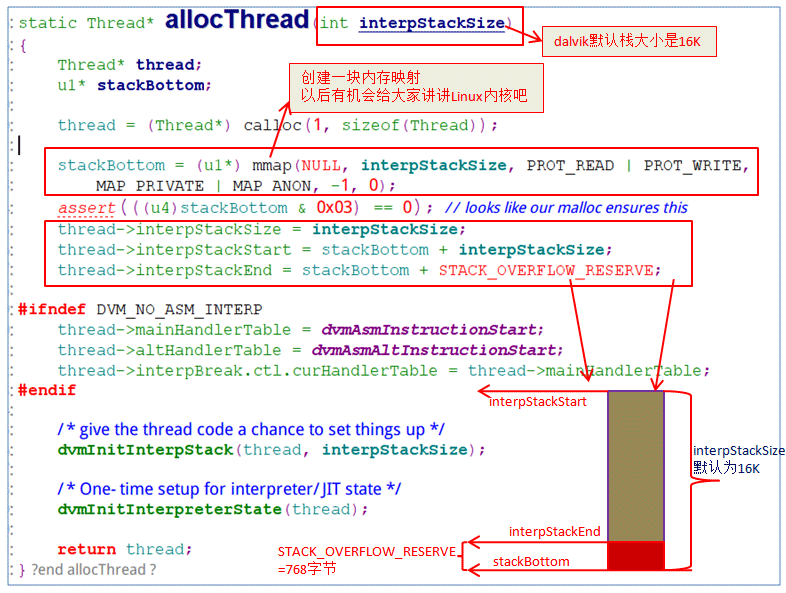 static Thread* allocThread(int interpStackSize)
dalvik默认栈大小是16K
{
Thread* thread;
u1* stackBottom;
创建一块内存映射
以后有机会给大家讲讲Linux内核吧
thread = (Thread*) calloc(1, sizeof(Thread));
stackBottom = (u1*) mmap(NULL, interpStackSize, PROT_READ | PROT_WRITE,
MAP_PRIVATE | MAP_ANON, -1, 0);
assert(((u4)stackBottom & 0x03) == 0); // looks like our malloc ensures this
thread->interpStackSize = interpStackSize;
thread->interpStackStart = stackBottom + interpStackSize;
thread->interpStackEnd = stackBottom + STACK_OVERFLOW_RESERVE;
#ifndef DVM_NO_ASM_INTERP
thread->mainHandlerTable = dvmAsmInstructionStart;
thread->altHandlerTable = dvmAsmAltInstructionStart;
thread->interpBreak.ctl.curHandlerTable = thread->mainHandlerTable;
#endif
interpStackStart
/* give the thread code a chance to set things up */
dvmInitInterpStack(thread, interpStackSize);
interpStackSize
默认为16K
/* One- time setup for interpreter/JIT state */
dvmInitInterpreterState(thread);
interpStackEnd
return thread;
STACK_OVERFLOW_RESERVE
=768字节
stackBottom
} ?end allocThread ?